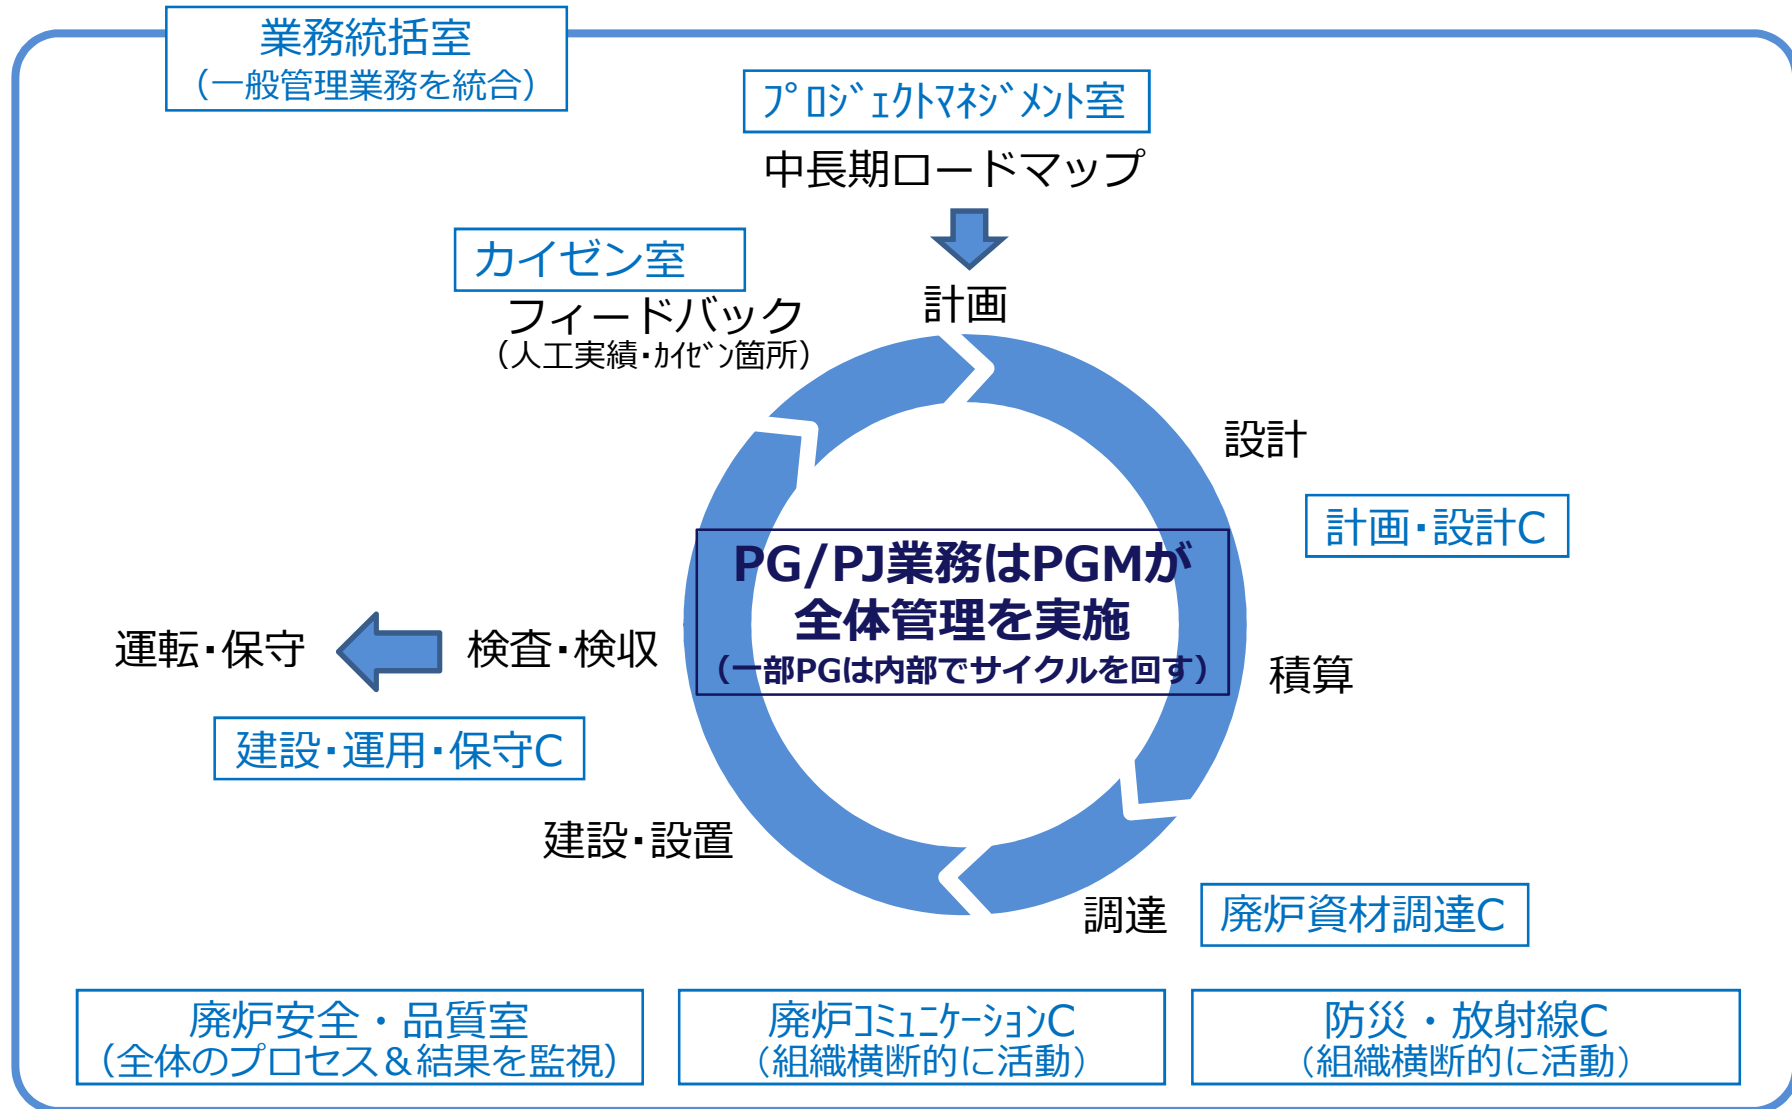 業務統括室
（一般管理業務を統合）
ﾌﾟﾛｼﾞｪｸﾄﾏﾈｼﾞﾒﾝﾄ室
中長期ロードマップ
カイゼン室
フィードバック
（人工実績・ｶｲｾﾞﾝ箇所）
計画
設計
計画・設計C
PG/PJ業務はPGMが
全体管理を実施
（一部PGは内部でサイクルを回す）
運転・保守
検査・検収
積算
建設・運用・保守C
建設・設置
調達
廃炉資材調達C
廃炉安全・品質室
（全体のプロセス＆結果を監視）
廃炉ｺﾐｭﾆｹｰｼｮﾝC
（組織横断的に活動）
防災・放射線C
（組織横断的に活動）